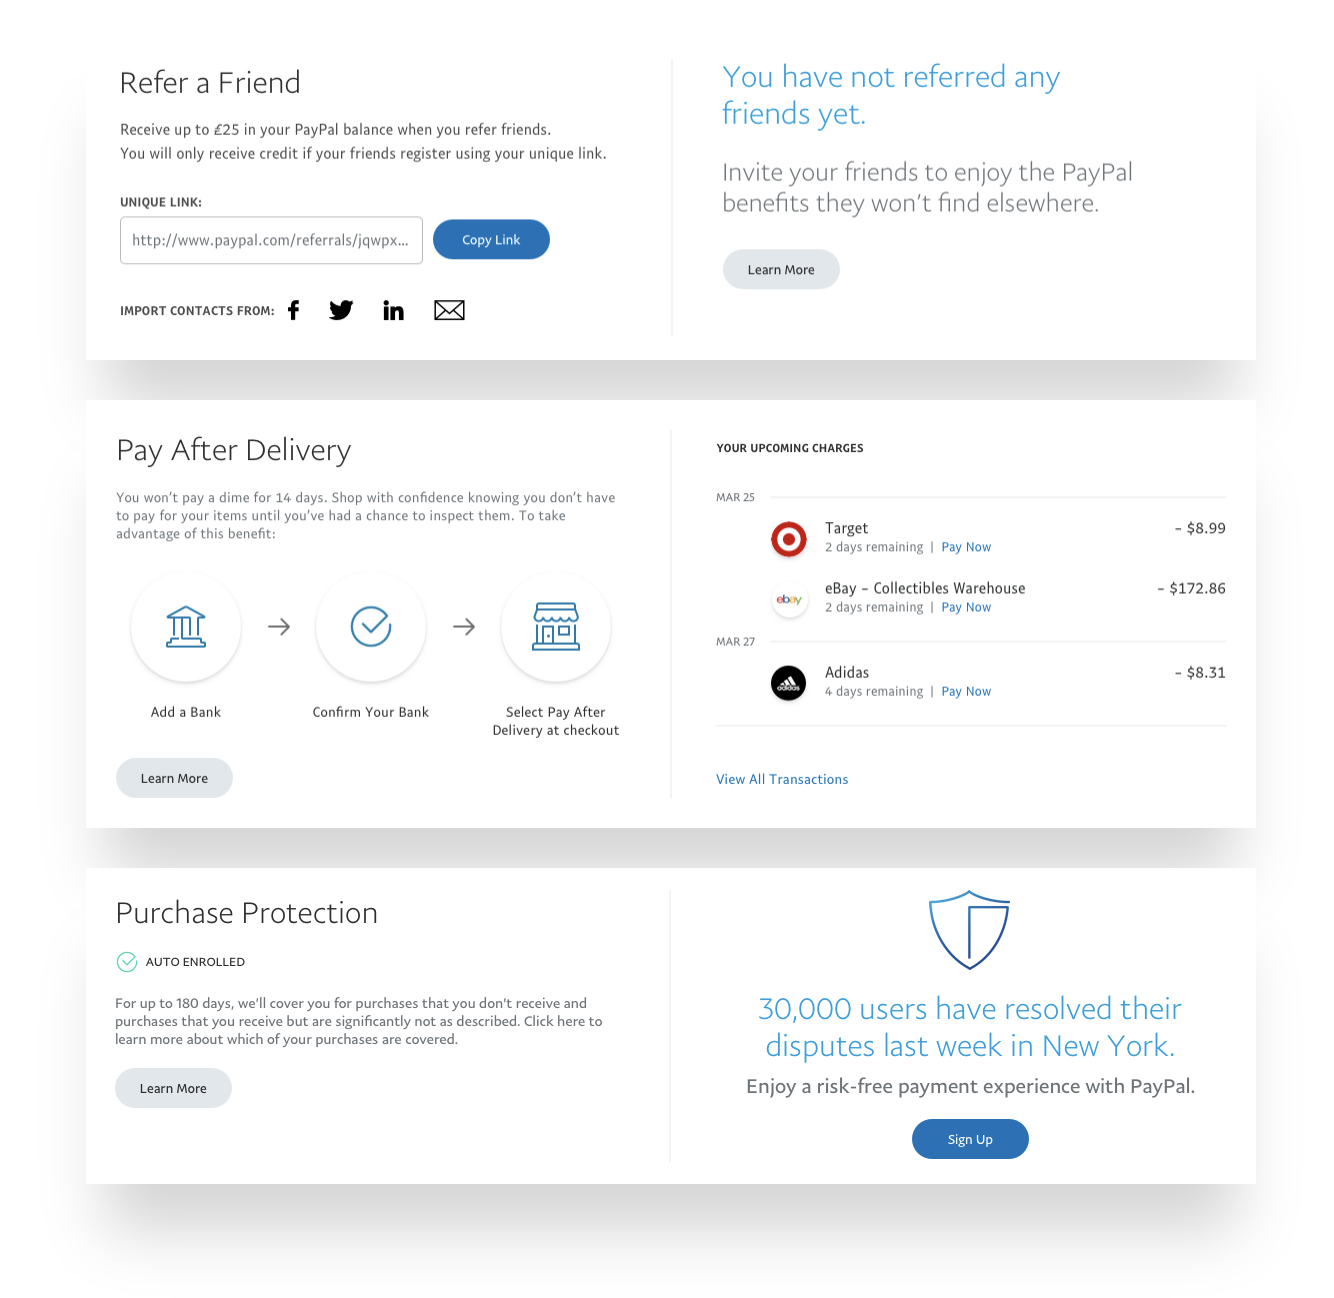 Refer a Friend
Receive up to £25 in your PayPal balance when you refer friends.
You will only receive credit if your friends register using your unique link.
UNIQUE LINK:
http://www.paypal.com/referrals/jqwpx...
Copy Link
IMPORT CONTACTS FROM:
You have not referred any
friends yet.
Invite your friends to enjoy the PayPal
benefits they won't find elsewhere.
Learn More
Pay After Delivery
You won't pay a dime for 14 days. Shop with confidence knowing you don't have
to pay for your items until you've had a chance to inspect them. To take
advantage of this benefit:
Add a Bank
Confirm Your Bank
Select Pay After
Delivery at checkout
Learn More
YOUR UPCOMING CHARGES
MAR 25
Target – $8.99
2 days remaining | Pay Now
ebay
eBay – Collectibles Warehouse – $172.86
2 days remaining | Pay Now
MAR 27
adidas
Adidas – $8.31
4 days remaining | Pay Now
View All Transactions
Purchase Protection
AUTO ENROLLED
For up to 180 days, we'll cover you for purchases that you don't receive and
purchases that you receive but are significantly not as described. Click here to
learn more about which of your purchases are covered.
Learn More
30,000 users have resolved their
disputes last week in New York.
Enjoy a risk-free payment experience with PayPal.
Sign Up